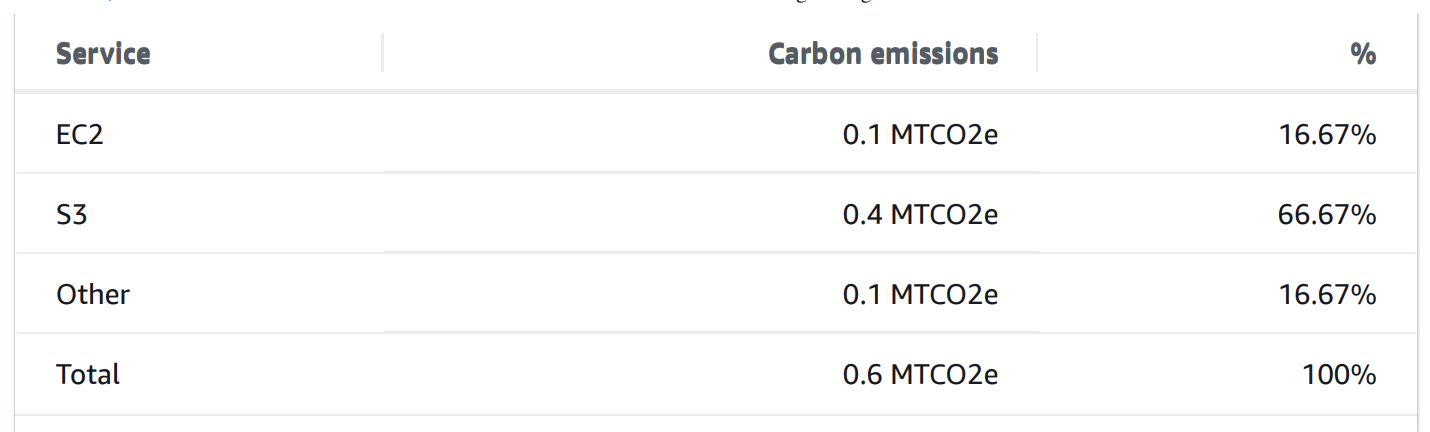 Service Carbon emissions %
EC2 0.1 MTCO2e 16.67%
S3 0.4 MTCO2e 66.67%
Other 0.1 MTCO2e 16.67%
Total 0.6 MTCO2e 100%